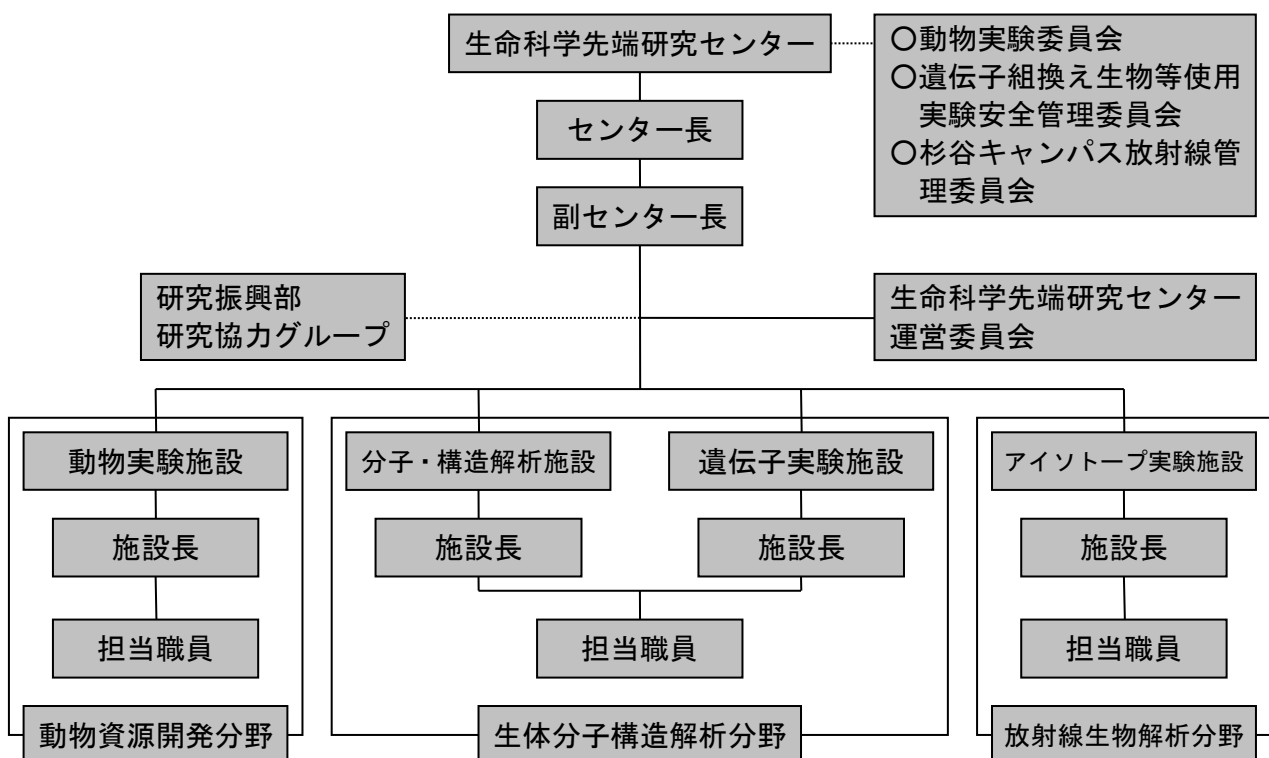 生命科学先端研究センター
〇動物実験委員会
〇遺伝子組換え生物等使用
実験安全管理委員会
〇杉谷キャンパス放射線管
理委員会
センター長
副センター長
研究振興部
研究協力グループ
生命科学先端研究センター
運営委員会
動物実験施設
分子・構造解析施設
遺伝子実験施設
アイソトープ実験施設
施設長
施設長
施設長
施設長
担当職員
担当職員
担当職員
動物資源開発分野
生体分子構造解析分野
放射線生物解析分野